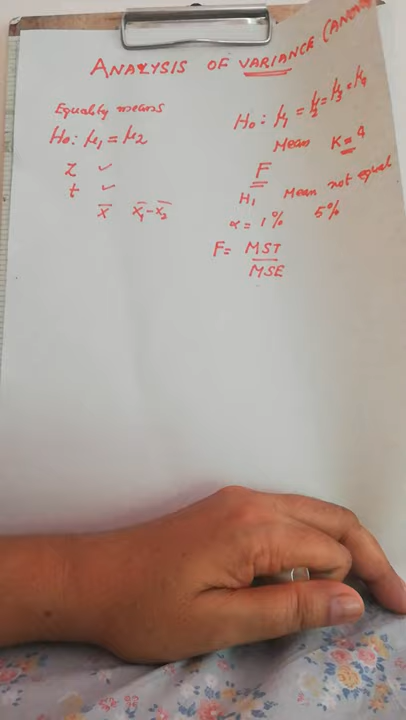 ANALYSIS OF VARIANCE (ANOV
Equality means
H₀: μ₁ = μ₂
Z ✓
t ✓
x̄ x̄₁-x̄₂
H₀: μ₁ = μ₂ = μ₃ = μ₄
Mean K=4
F
H₁ Mean not equal
α = 1% 5%
F= MST
MSE